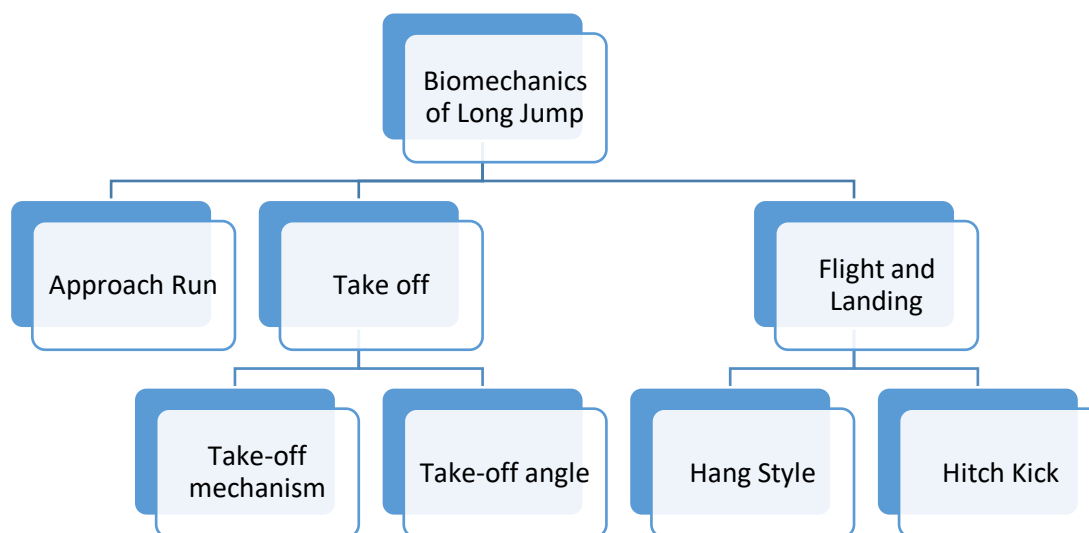 Biomechanics
of Long Jump
Approach Run
Take off
Flight and
Landing
Take-off
mechanism
Take-off angle
Hang Style
Hitch Kick